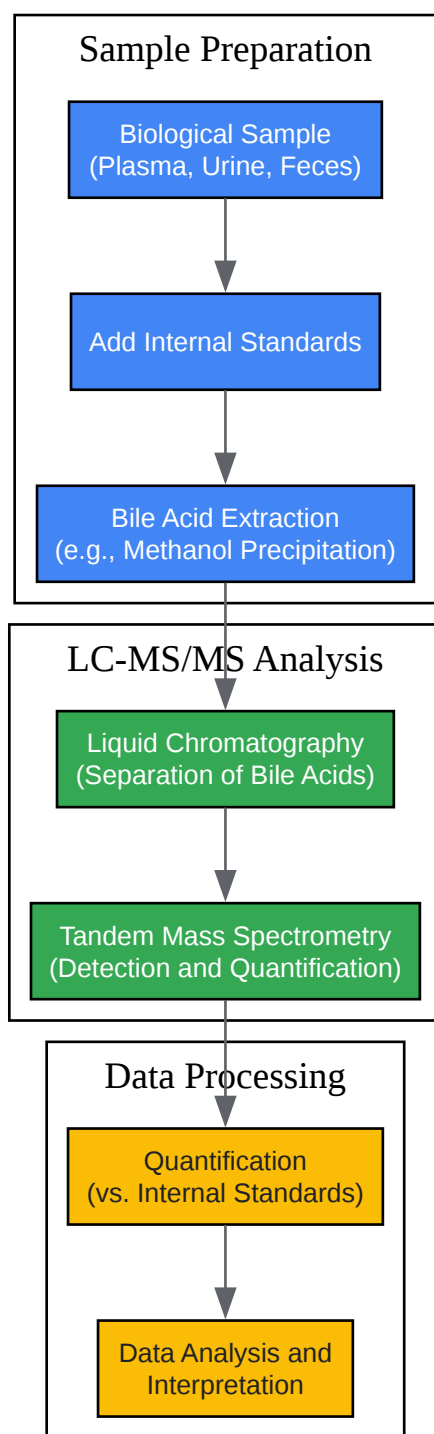 Sample Preparation
Biological Sample
(Plasma, Urine, Feces)
Add Internal Standards
Bile Acid Extraction
(e.g., Methanol Precipitation)
LC-MS/MS Analysis
Liquid Chromatography
(Separation of Bile Acids)
Tandem Mass Spectrometry
(Detection and Quantification)
Data Processing
Quantification
(vs. Internal Standards)
Data Analysis and
Interpretation